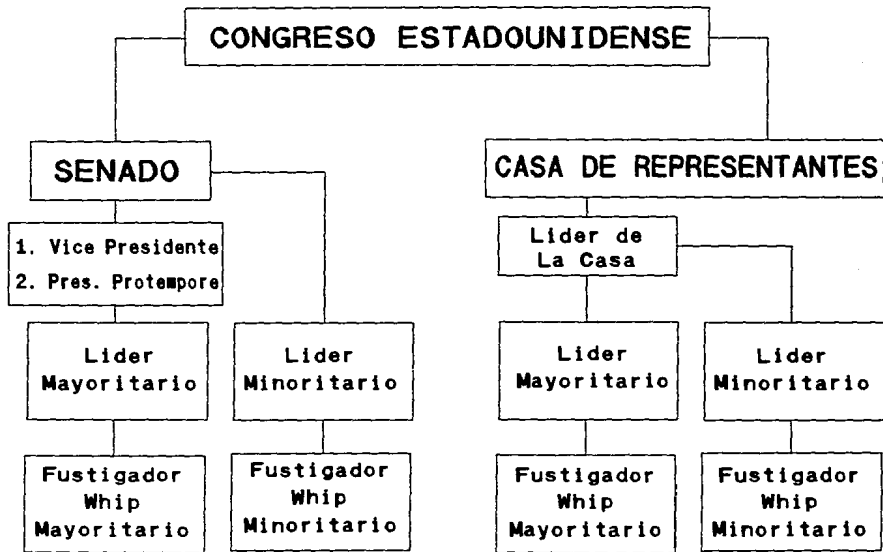 CONGRESO ESTADOUNIDENSE
SENADO
1. Vice Presidente
2. Pres. Protempore
Lider
Mayoritario
Fustigador
Whip
Mayoritario
Lider
Minoritario
Fustigador
Whip
Minoritario
CASA DE REPRESENTANTES
Lider de
La Casa
Lider
Mayoritario
Fustigador
Whip
Mayoritario
Lider
Minoritario
Fustigador
Whip
Minoritario